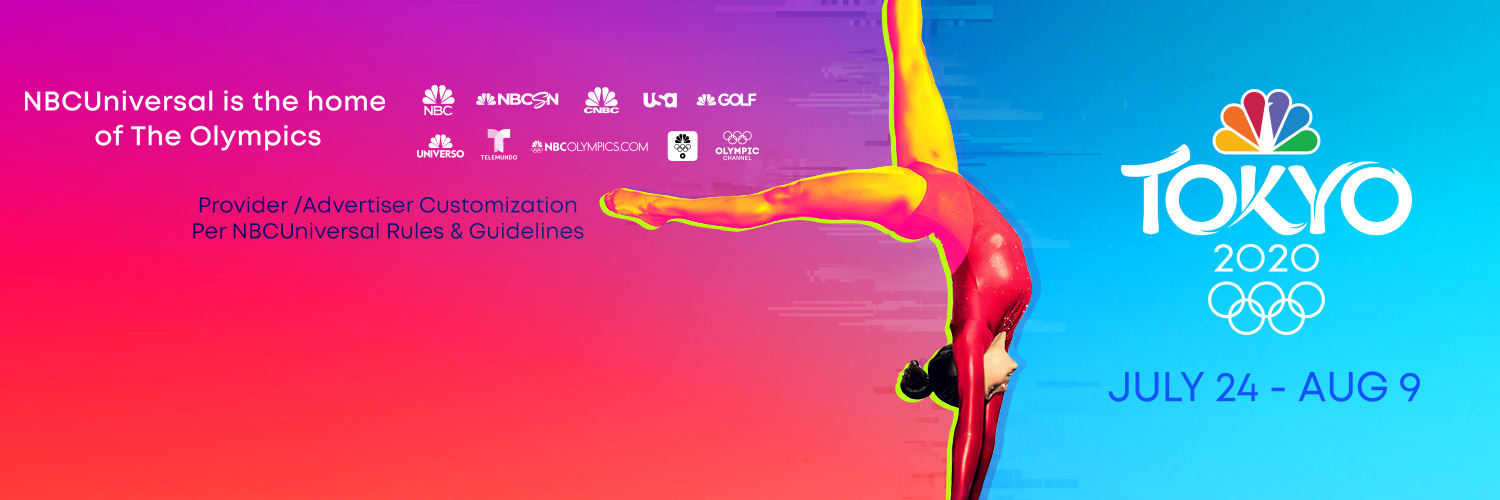 NBCUniversal is the home
of The Olympics
NBC
NBCSN
CNBC
usa
GOLF
UNIVERSO
TELEMUNDO
NBCOLYMPICS.COM
OLYMPIC
CHANNEL
Provider /Advertiser Customization
Per NBCUniversal Rules & Guidelines
TOKYO
2020
JULY 24 - AUG 9